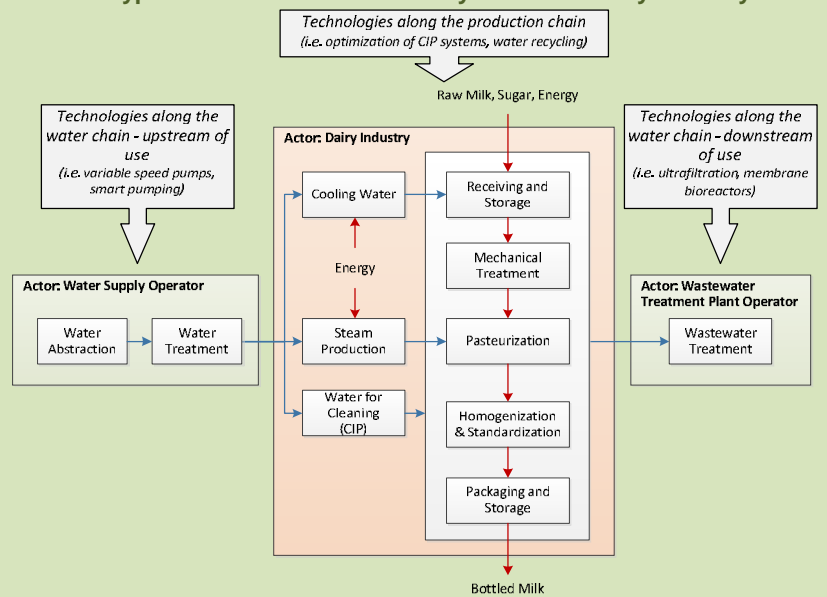 Technologies along the production chain
(i.e. optimization of CIP systems, water recycling)
Raw Milk, Sugar, Energy
Technologies along the
water chain - upstream of
use
(i.e. variable speed pumps,
smart pumping)
Technologies along the
water chain - downstream
of use
(i.e. ultrafiltration, membrane
bioreactors)
Actor: Dairy Industry
Cooling Water
Receiving and
Storage
Mechanical
Treatment
Energy
Actor: Water Supply Operator
Water
Abstraction
Water
Treatment
Steam
Production
Pasteurization
Actor: Wastewater
Treatment Plant Operator
Wastewater
Treatment
Water for
Cleaning
(CIP)
Homogenization
& Standardization
Packaging and
Storage
Bottled Milk